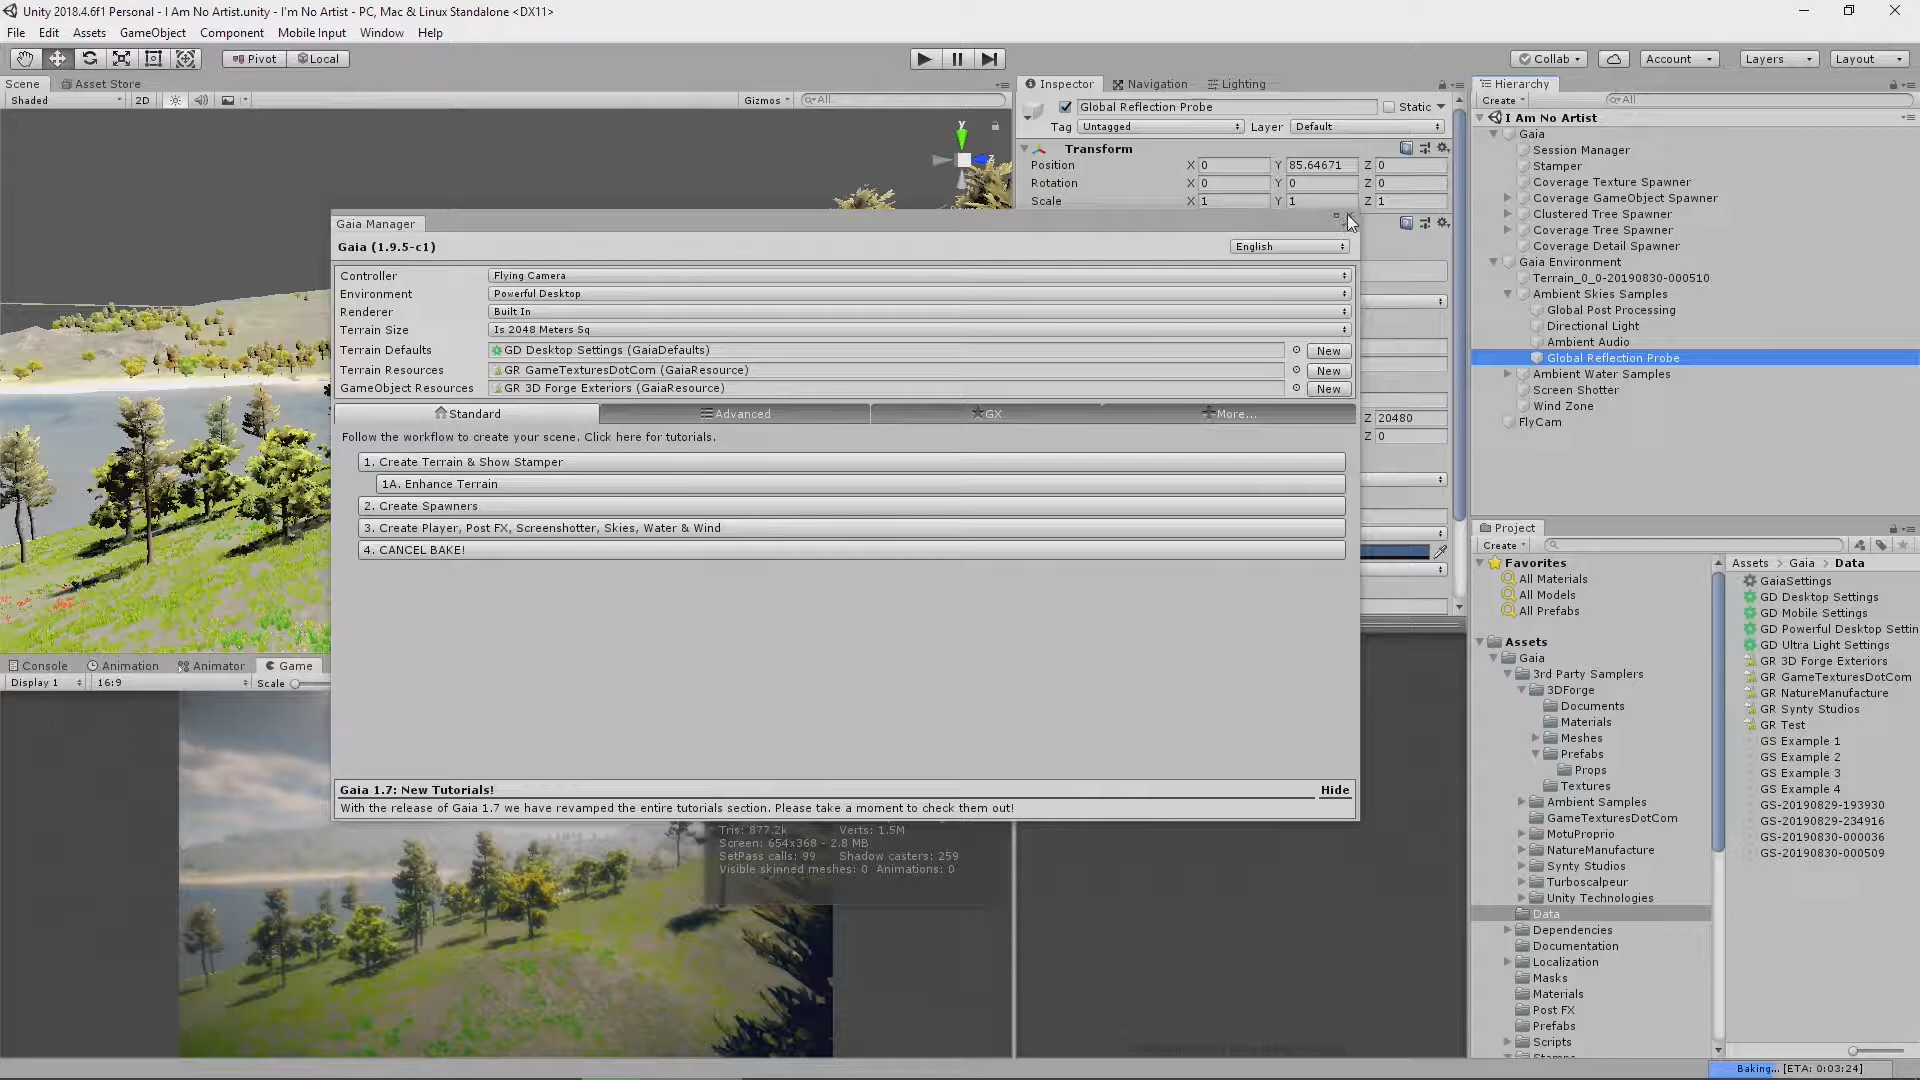 Unity 2018.4.6f1 Personal - I Am No Artist.unity - I'm No Artist - PC, Mac & Linux Standalone <DX11>
File Edit Assets GameObject Component Mobile Input Window Help
Pivot Local Collab Account Layers Layout
Scene Asset Store
Shaded 2D Gizmos All
Inspector Navigation Lighting
Global Reflection Probe Static
Tag Untagged Layer Default
Transform
Position X 0 Y 85.64671 Z 0
Rotation X 0 Y 0 Z 0
Scale X 1 Y 1 Z 1
Z 20480
Z 0
y
z
Gaia Manager
Gaia (1.9.5-c1) English
Controller Flying Camera
Environment Powerful Desktop
Renderer Built In
Terrain Size Is 2048 Meters Sq
Terrain Defaults GD Desktop Settings (GaiaDefaults) New
Terrain Resources GR GameTexturesDotCom (GaiaResource) New
GameObject Resources GR 3D Forge Exteriors (GaiaResource) New
Standard Advanced GX More...
Follow the workflow to create your scene. Click here for tutorials.
1. Create Terrain & Show Stamper
1A. Enhance Terrain
2. Create Spawners
3. Create Player, Post FX, Screenshotter, Skies, Water & Wind
4. CANCEL BAKE!
Gaia 1.7: New Tutorials! Hide
With the release of Gaia 1.7 we have revamped the entire tutorials section. Please take a moment to check them out!
Console Animation Animator Game
Display 1 16:9 Scale
Tris: 877.2k Verts: 1.5M
Screen: 654x368 - 2.8 MB
SetPass calls: 99 Shadow casters: 259
Visible skinned meshes: 0 Animations: 0
Hierarchy
Create All
I Am No Artist
Gaia
Session Manager
Stamper
Coverage Texture Spawner
Coverage GameObject Spawner
Clustered Tree Spawner
Coverage Tree Spawner
Coverage Detail Spawner
Gaia Environment
Terrain_0_0-20190830-000510
Ambient Skies Samples
Global Post Processing
Directional Light
Ambient Audio
Global Reflection Probe
Ambient Water Samples
Screen Shotter
Wind Zone
FlyCam
Project
Create
Favorites
All Materials
All Models
All Prefabs
Assets
Gaia
3rd Party Samplers
3DForge
Documents
Materials
Meshes
Prefabs
Props
Textures
Ambient Samples
GameTexturesDotCom
MotuProprio
NatureManufacture
Synty Studios
Turboscalpeur
Unity Technologies
Data
Dependencies
Documentation
Localization
Masks
Materials
Post FX
Prefabs
Scripts
Assets Gaia Data
GaiaSettings
GD Desktop Settings
GD Mobile Settings
GD Powerful Desktop Settin
GD Ultra Light Settings
GR 3D Forge Exteriors
GR GameTexturesDotCom
GR NatureManufacture
GR Synty Studios
GR Test
GS Example 1
GS Example 2
GS Example 3
GS Example 4
GS-20190829-193930
GS-20190829-234916
GS-20190830-000036
GS-20190830-000509
Baking... [ETA: 0:03:24]